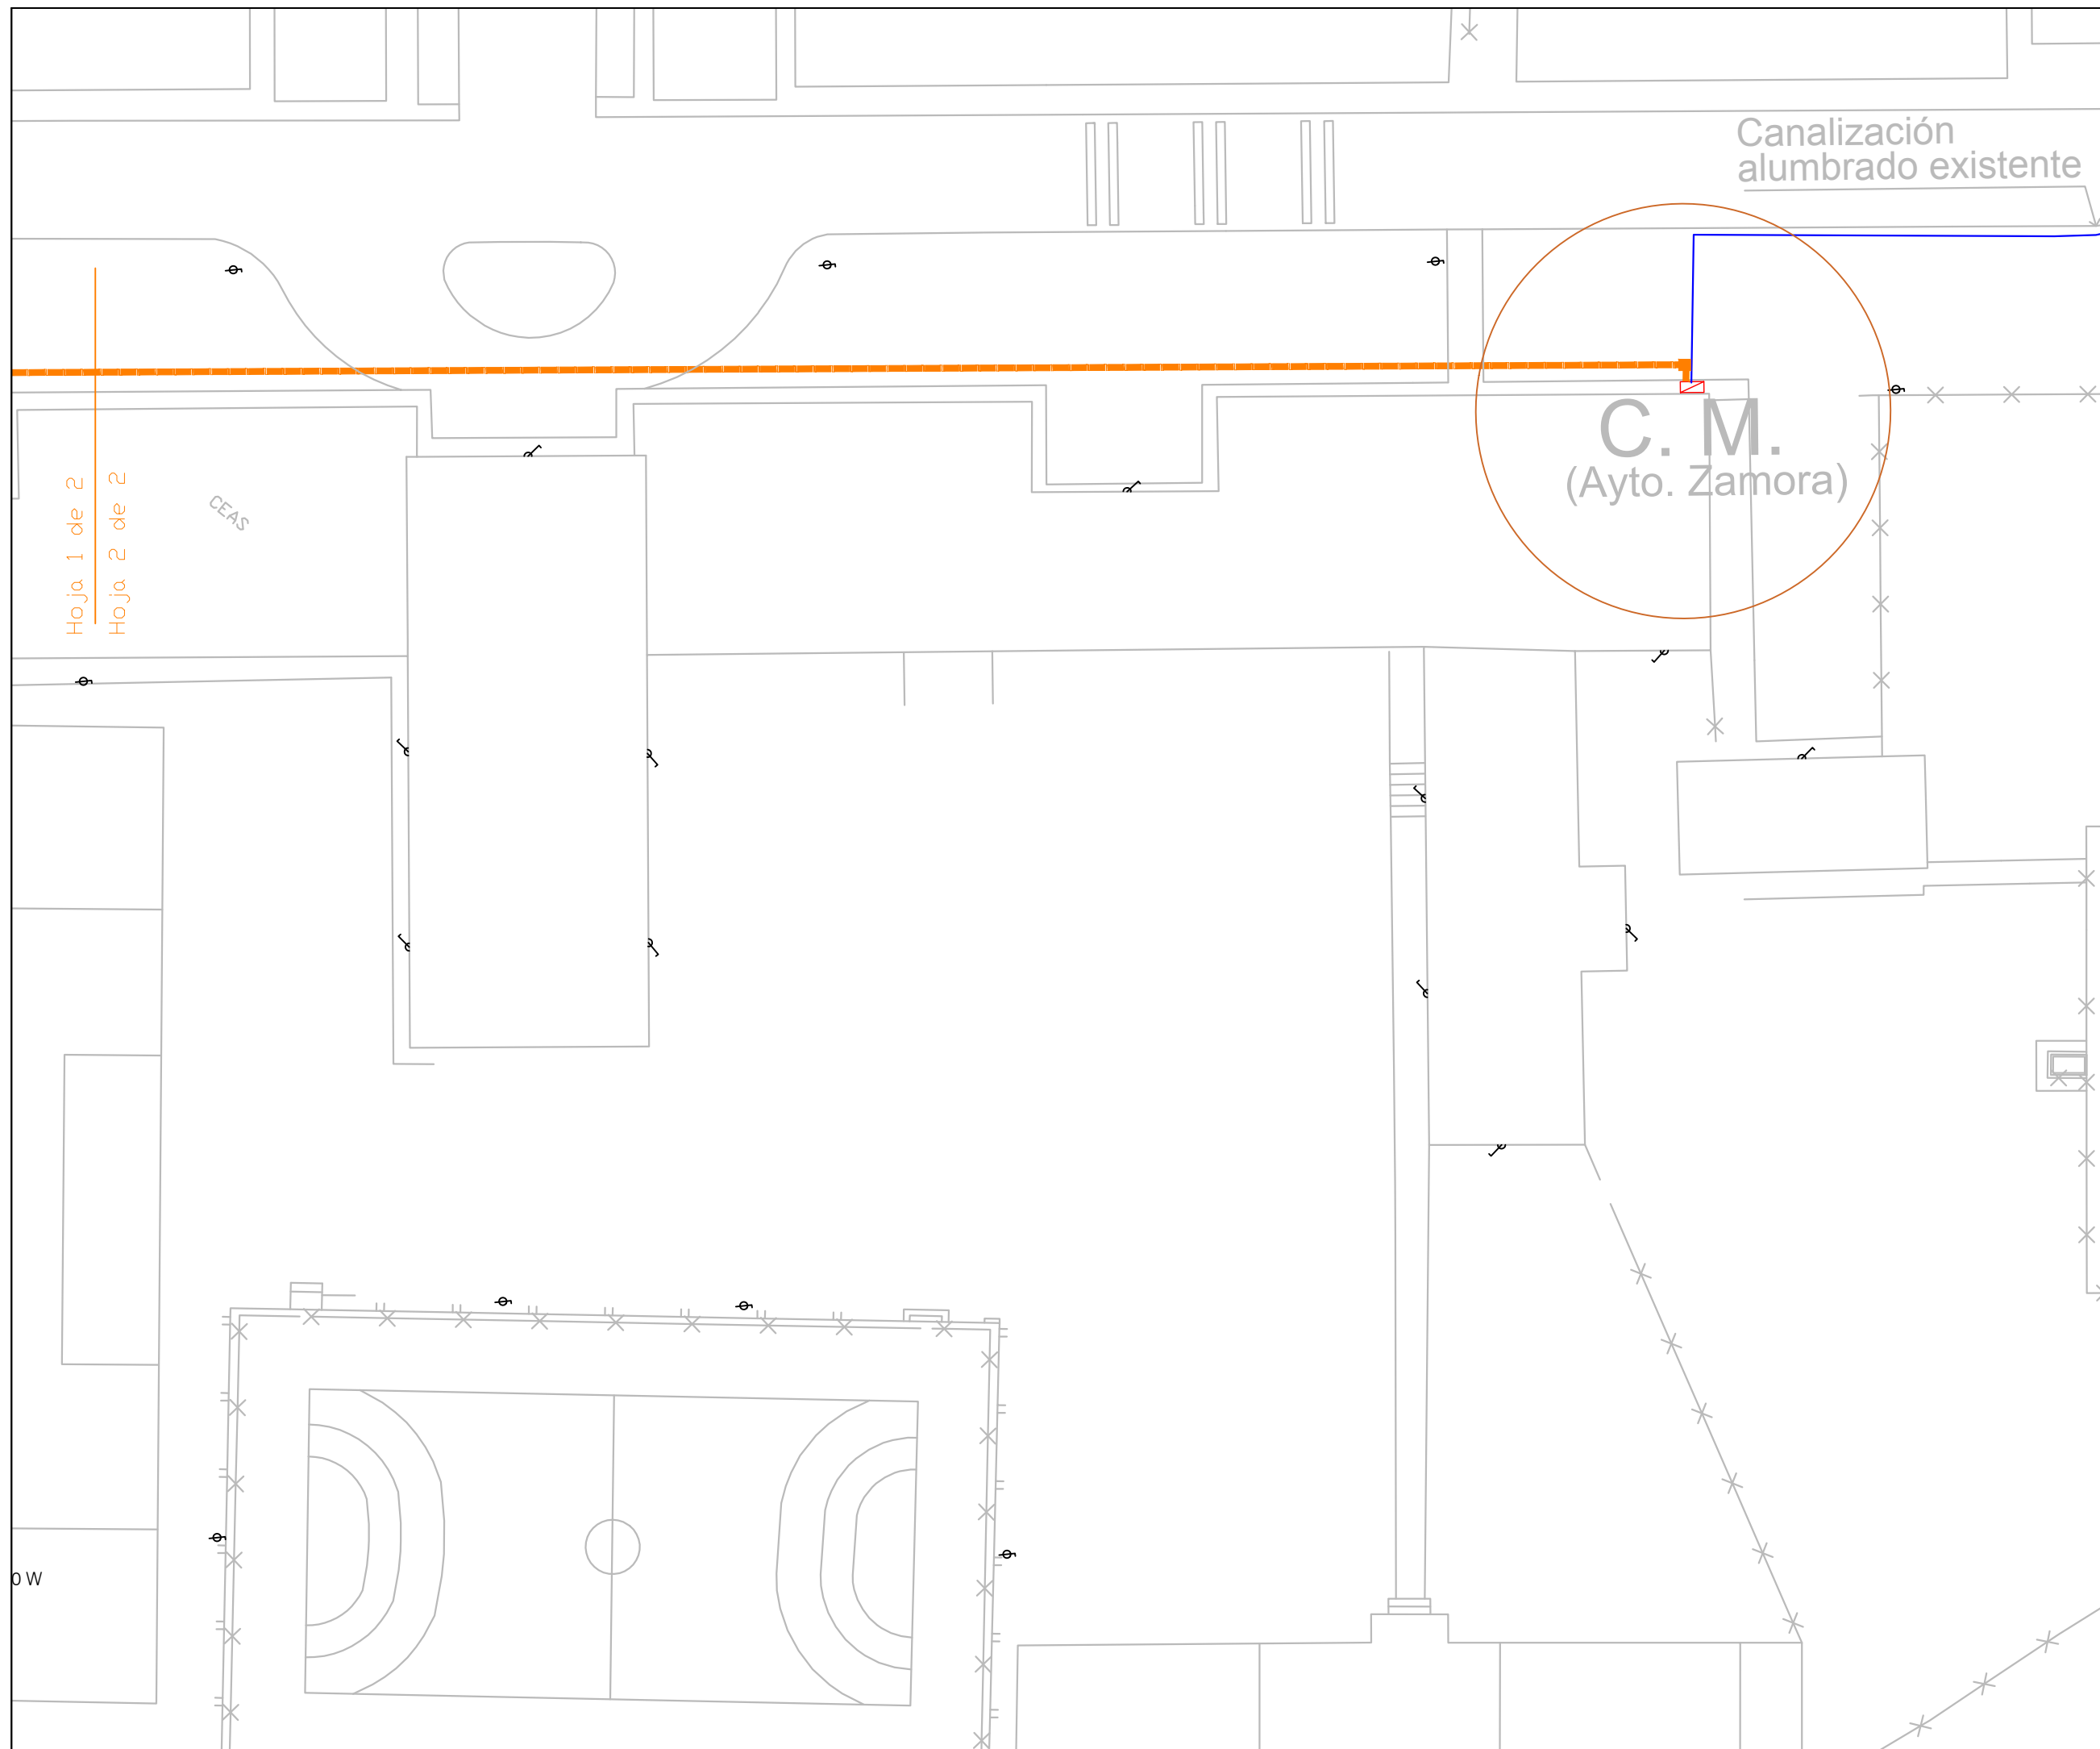 Canalización
alumbrado existente
C. M.
(Ayto. Zamora)
Hoja 1 de 2
Hoja 2 de 2
CEAS
0 W